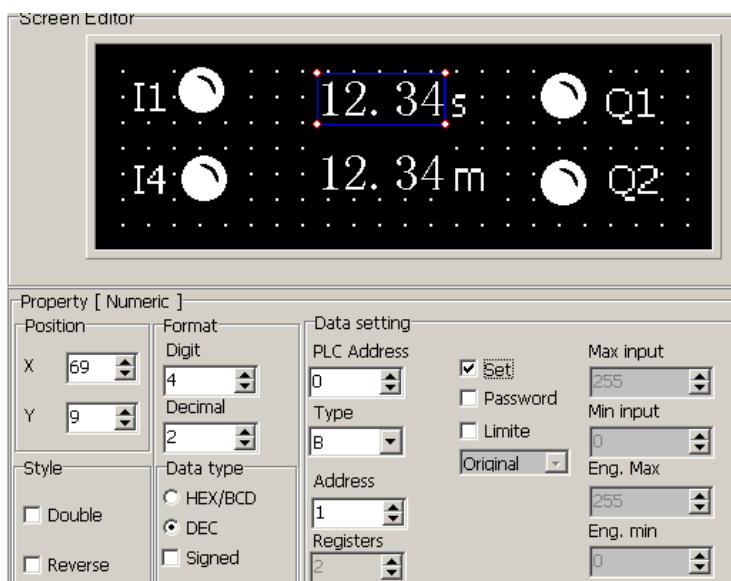 Screen Editor
I1 12.34s Q1
I4 12.34m Q2
Property [ Numeric ]
Position Format Data setting
Digit PLC Address Max input
X 69 4 0 Set 255
Password
Decimal Type Min input
Y 9 2 B Limite 0
Style Data type Original Eng. Max
Address
HEX/BCD 255
Double 1
DEC Eng. min
Registers
Reverse Signed 2 0